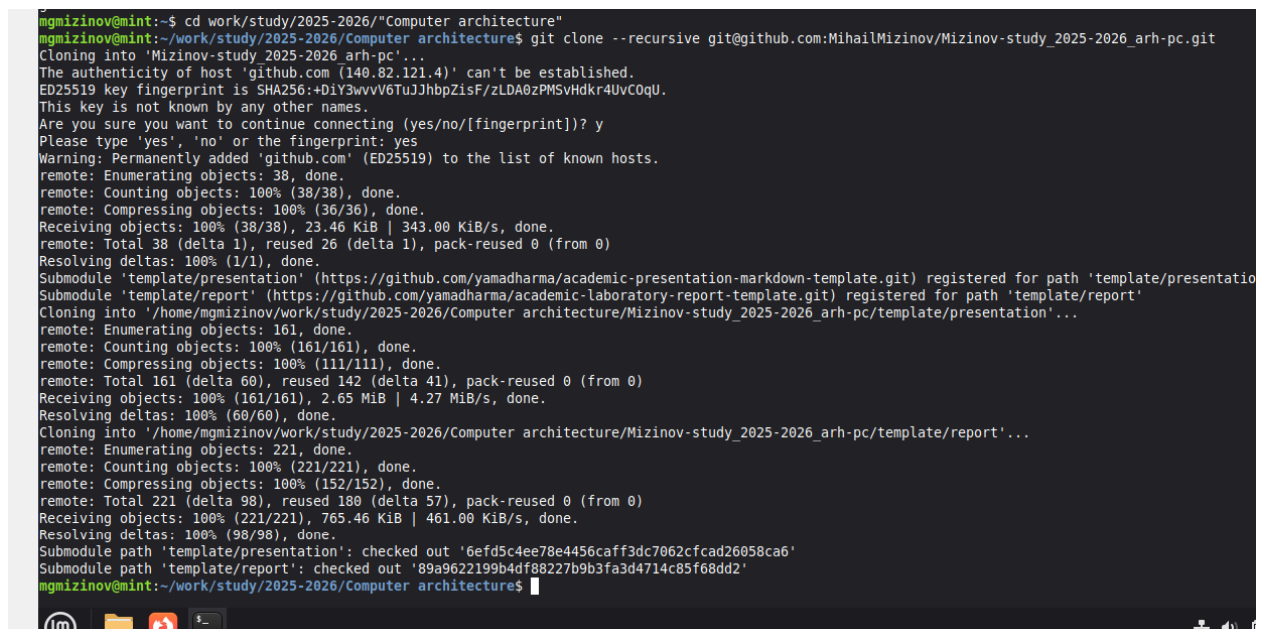 mgmizinov@mint:~$ cd work/study/2025-2026/"Computer architecture"
mgmizinov@mint:~/work/study/2025-2026/Computer architecture$ git clone --recursive git@github.com:MihailMizinov/Mizinov-study_2025-2026_arh-pc.git
Cloning into 'Mizinov-study_2025-2026_arh-pc'...
The authenticity of host 'github.com (140.82.121.4)' can't be established.
ED25519 key fingerprint is SHA256:+DiY3wvvV6TuJJhbpZisF/zLDA0zPMSvHdkr4UvCOqU.
This key is not known by any other names.
Are you sure you want to continue connecting (yes/no/[fingerprint])? y
Please type 'yes', 'no' or the fingerprint: yes
Warning: Permanently added 'github.com' (ED25519) to the list of known hosts.
remote: Enumerating objects: 38, done.
remote: Counting objects: 100% (38/38), done.
remote: Compressing objects: 100% (36/36), done.
Receiving objects: 100% (38/38), 23.46 KiB | 343.00 KiB/s, done.
remote: Total 38 (delta 1), reused 26 (delta 1), pack-reused 0 (from 0)
Resolving deltas: 100% (1/1), done.
Submodule 'template/presentation' (https://github.com/yamadharma/academic-presentation-markdown-template.git) registered for path 'template/presentatio
Submodule 'template/report' (https://github.com/yamadharma/academic-laboratory-report-template.git) registered for path 'template/report'
Cloning into '/home/mgmizinov/work/study/2025-2026/Computer architecture/Mizinov-study_2025-2026_arh-pc/template/presentation'...
remote: Enumerating objects: 161, done.
remote: Counting objects: 100% (161/161), done.
remote: Compressing objects: 100% (111/111), done.
remote: Total 161 (delta 60), reused 142 (delta 41), pack-reused 0 (from 0)
Receiving objects: 100% (161/161), 2.65 MiB | 4.27 MiB/s, done.
Resolving deltas: 100% (60/60), done.
Cloning into '/home/mgmizinov/work/study/2025-2026/Computer architecture/Mizinov-study_2025-2026_arh-pc/template/report'...
remote: Enumerating objects: 221, done.
remote: Counting objects: 100% (221/221), done.
remote: Compressing objects: 100% (152/152), done.
remote: Total 221 (delta 98), reused 180 (delta 57), pack-reused 0 (from 0)
Receiving objects: 100% (221/221), 765.46 KiB | 461.00 KiB/s, done.
Resolving deltas: 100% (98/98), done.
Submodule path 'template/presentation': checked out '6efd5c4ee78e4456caff3dc7062cfcad26058ca6'
Submodule path 'template/report': checked out '89a9622199b4df88227b9b3fa3d4714c85f68dd2'
mgmizinov@mint:~/work/study/2025-2026/Computer architecture$